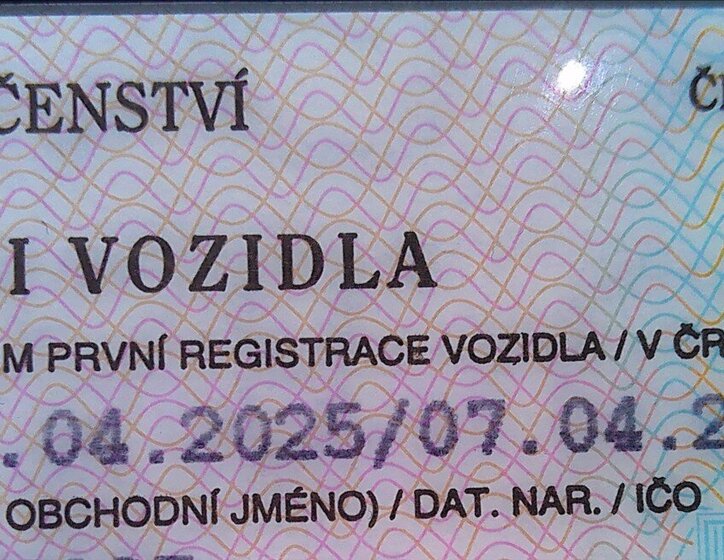 ČENSTVÍ Č
I VOZIDLA
M PRVNÍ REGISTRACE VOZIDLA / V ČR
.04.2025/07.04.2
OBCHODNÍ JMÉNO) / DAT. NAR. / IČO